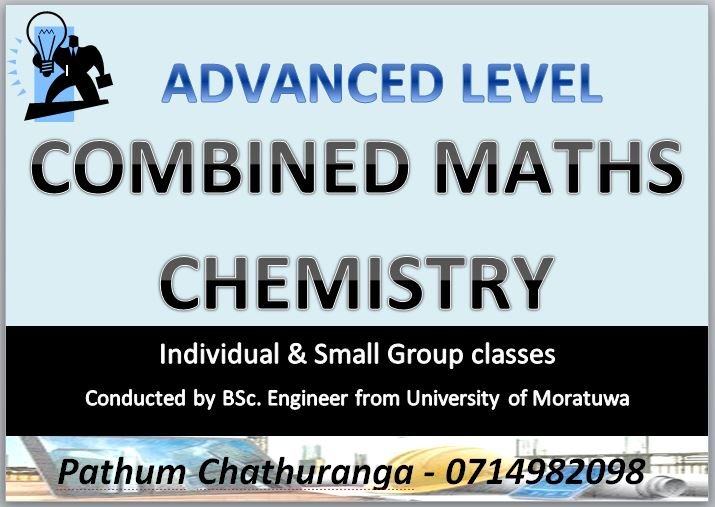 ADVANCED LEVEL
COMBINED MATHS
CHEMISTRY
Individual & Small Group classes
Conducted by BSc. Engineer from University of Moratuwa
Pathum Chathuranga - 0714982098